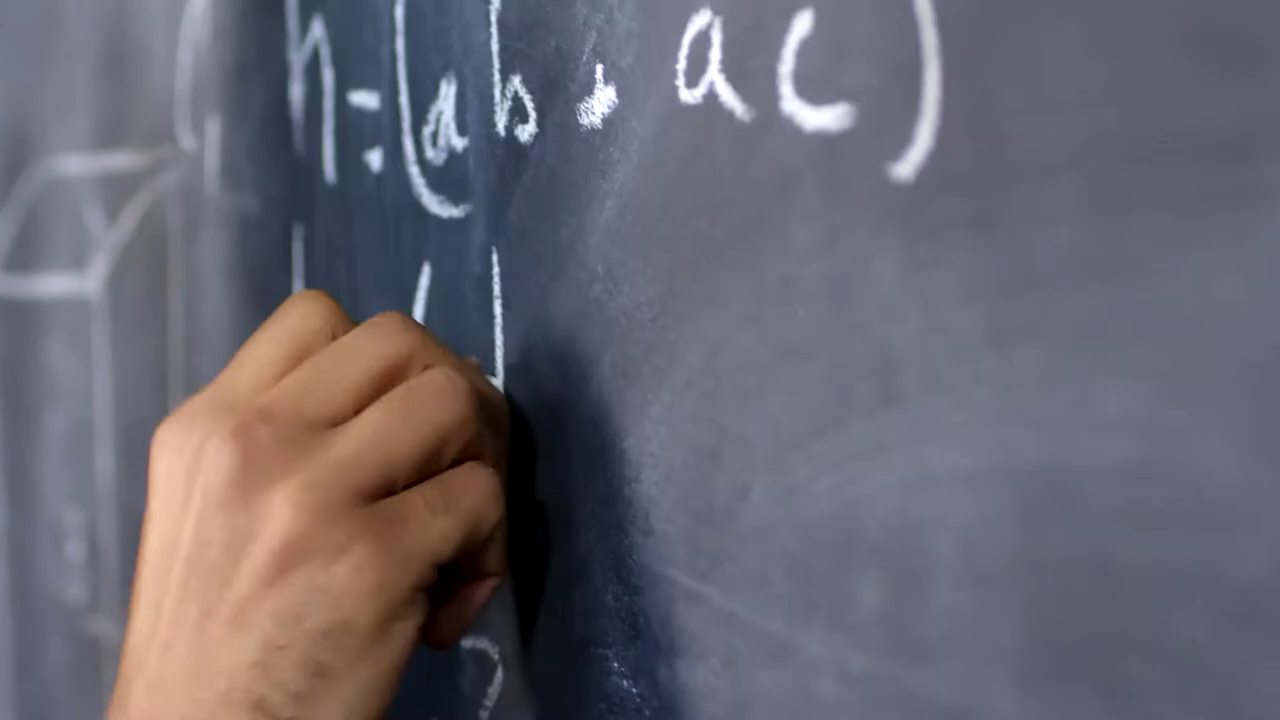 h = (ab, ac)